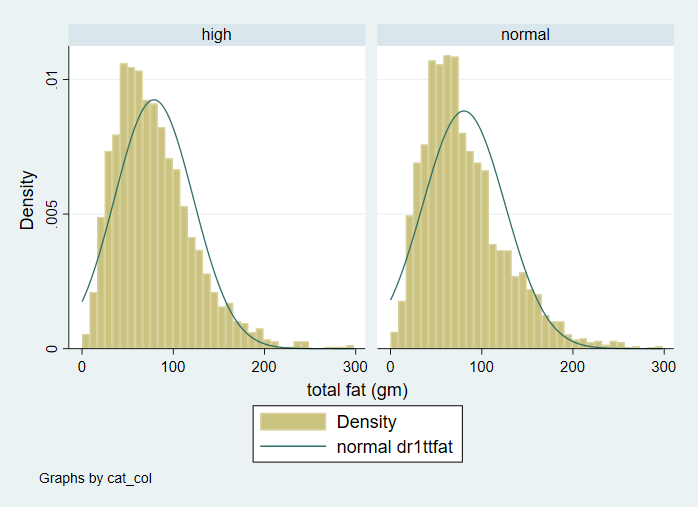 high
normal
Density
.01
.005
0
0
100
200
300
0
100
200
300
total fat (gm)
Density
normal dr1ttfat
Graphs by cat_col